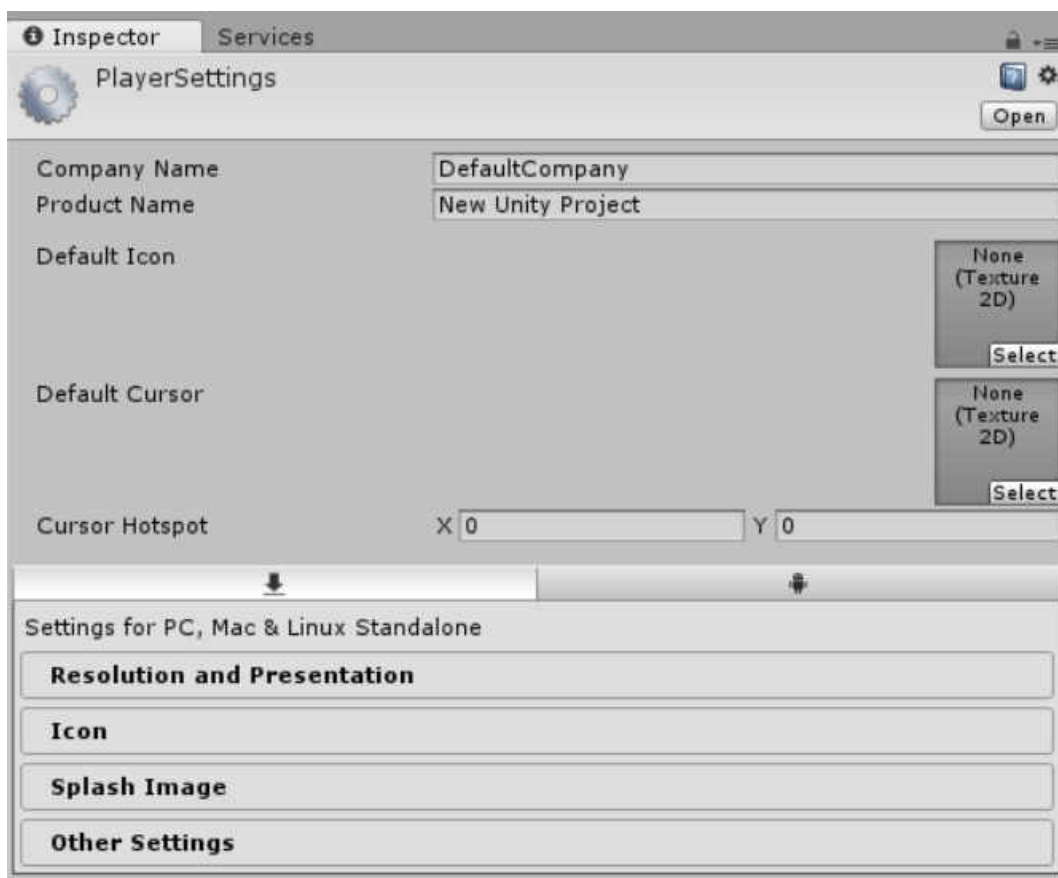 Inspector Services
PlayerSettings
Open
Company Name DefaultCompany
Product Name New Unity Project
Default Icon None
(Texture
2D)
Select
Default Cursor None
(Texture
2D)
Select
Cursor Hotspot X 0 Y 0
Settings for PC, Mac & Linux Standalone
Resolution and Presentation
Icon
Splash Image
Other Settings